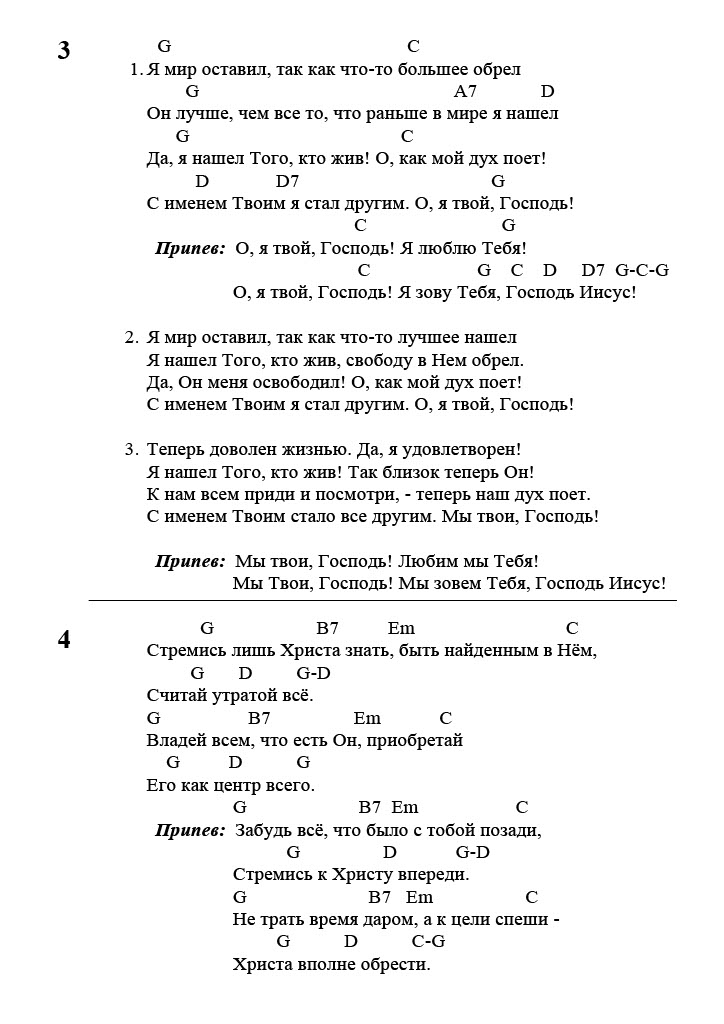 3
G C
1. Я мир оставил, так как что-то большее обрел
G A7 D
Он лучше, чем все то, что раньше в мире я нашел
G C
Да, я нашел Того, кто жив! О, как мой дух поет!
D D7 G
С именем Твоим я стал другим. О, я твой, Господь!
C G
Припев: О, я твой, Господь! Я люблю Тебя!
C G C D D7 G-C-G
О, я твой, Господь! Я зову Тебя, Господь Иисус!
2. Я мир оставил, так как что-то лучшее нашел
Я нашел Того, кто жив, свободу в Нем обрел.
Да, Он меня освободил! О, как мой дух поет!
С именем Твоим я стал другим. О, я твой, Господь!
3. Теперь доволен жизнью. Да, я удовлетворен!
Я нашел Того, кто жив! Так близок теперь Он!
К нам всем приди и посмотри, - теперь наш дух поет.
С именем Твоим стало все другим. Мы твои, Господь!
Припев: Мы твои, Господь! Любим мы Тебя!
Мы Твои, Господь! Мы зовем Тебя, Господь Иисус!
4
G B7 Em C
Стремись лишь Христа знать, быть найденным в Нём,
G D G-D
Считай утратой всё.
G B7 Em C
Владей всем, что есть Он, приобретай
G D G
Его как центр всего.
G B7 Em C
Припев: Забудь всё, что было с тобой позади,
G D G-D
Стремись к Христу впереди.
G B7 Em C
Не трать время даром, а к цели спеши -
G D C-G
Христа вполне обрести.